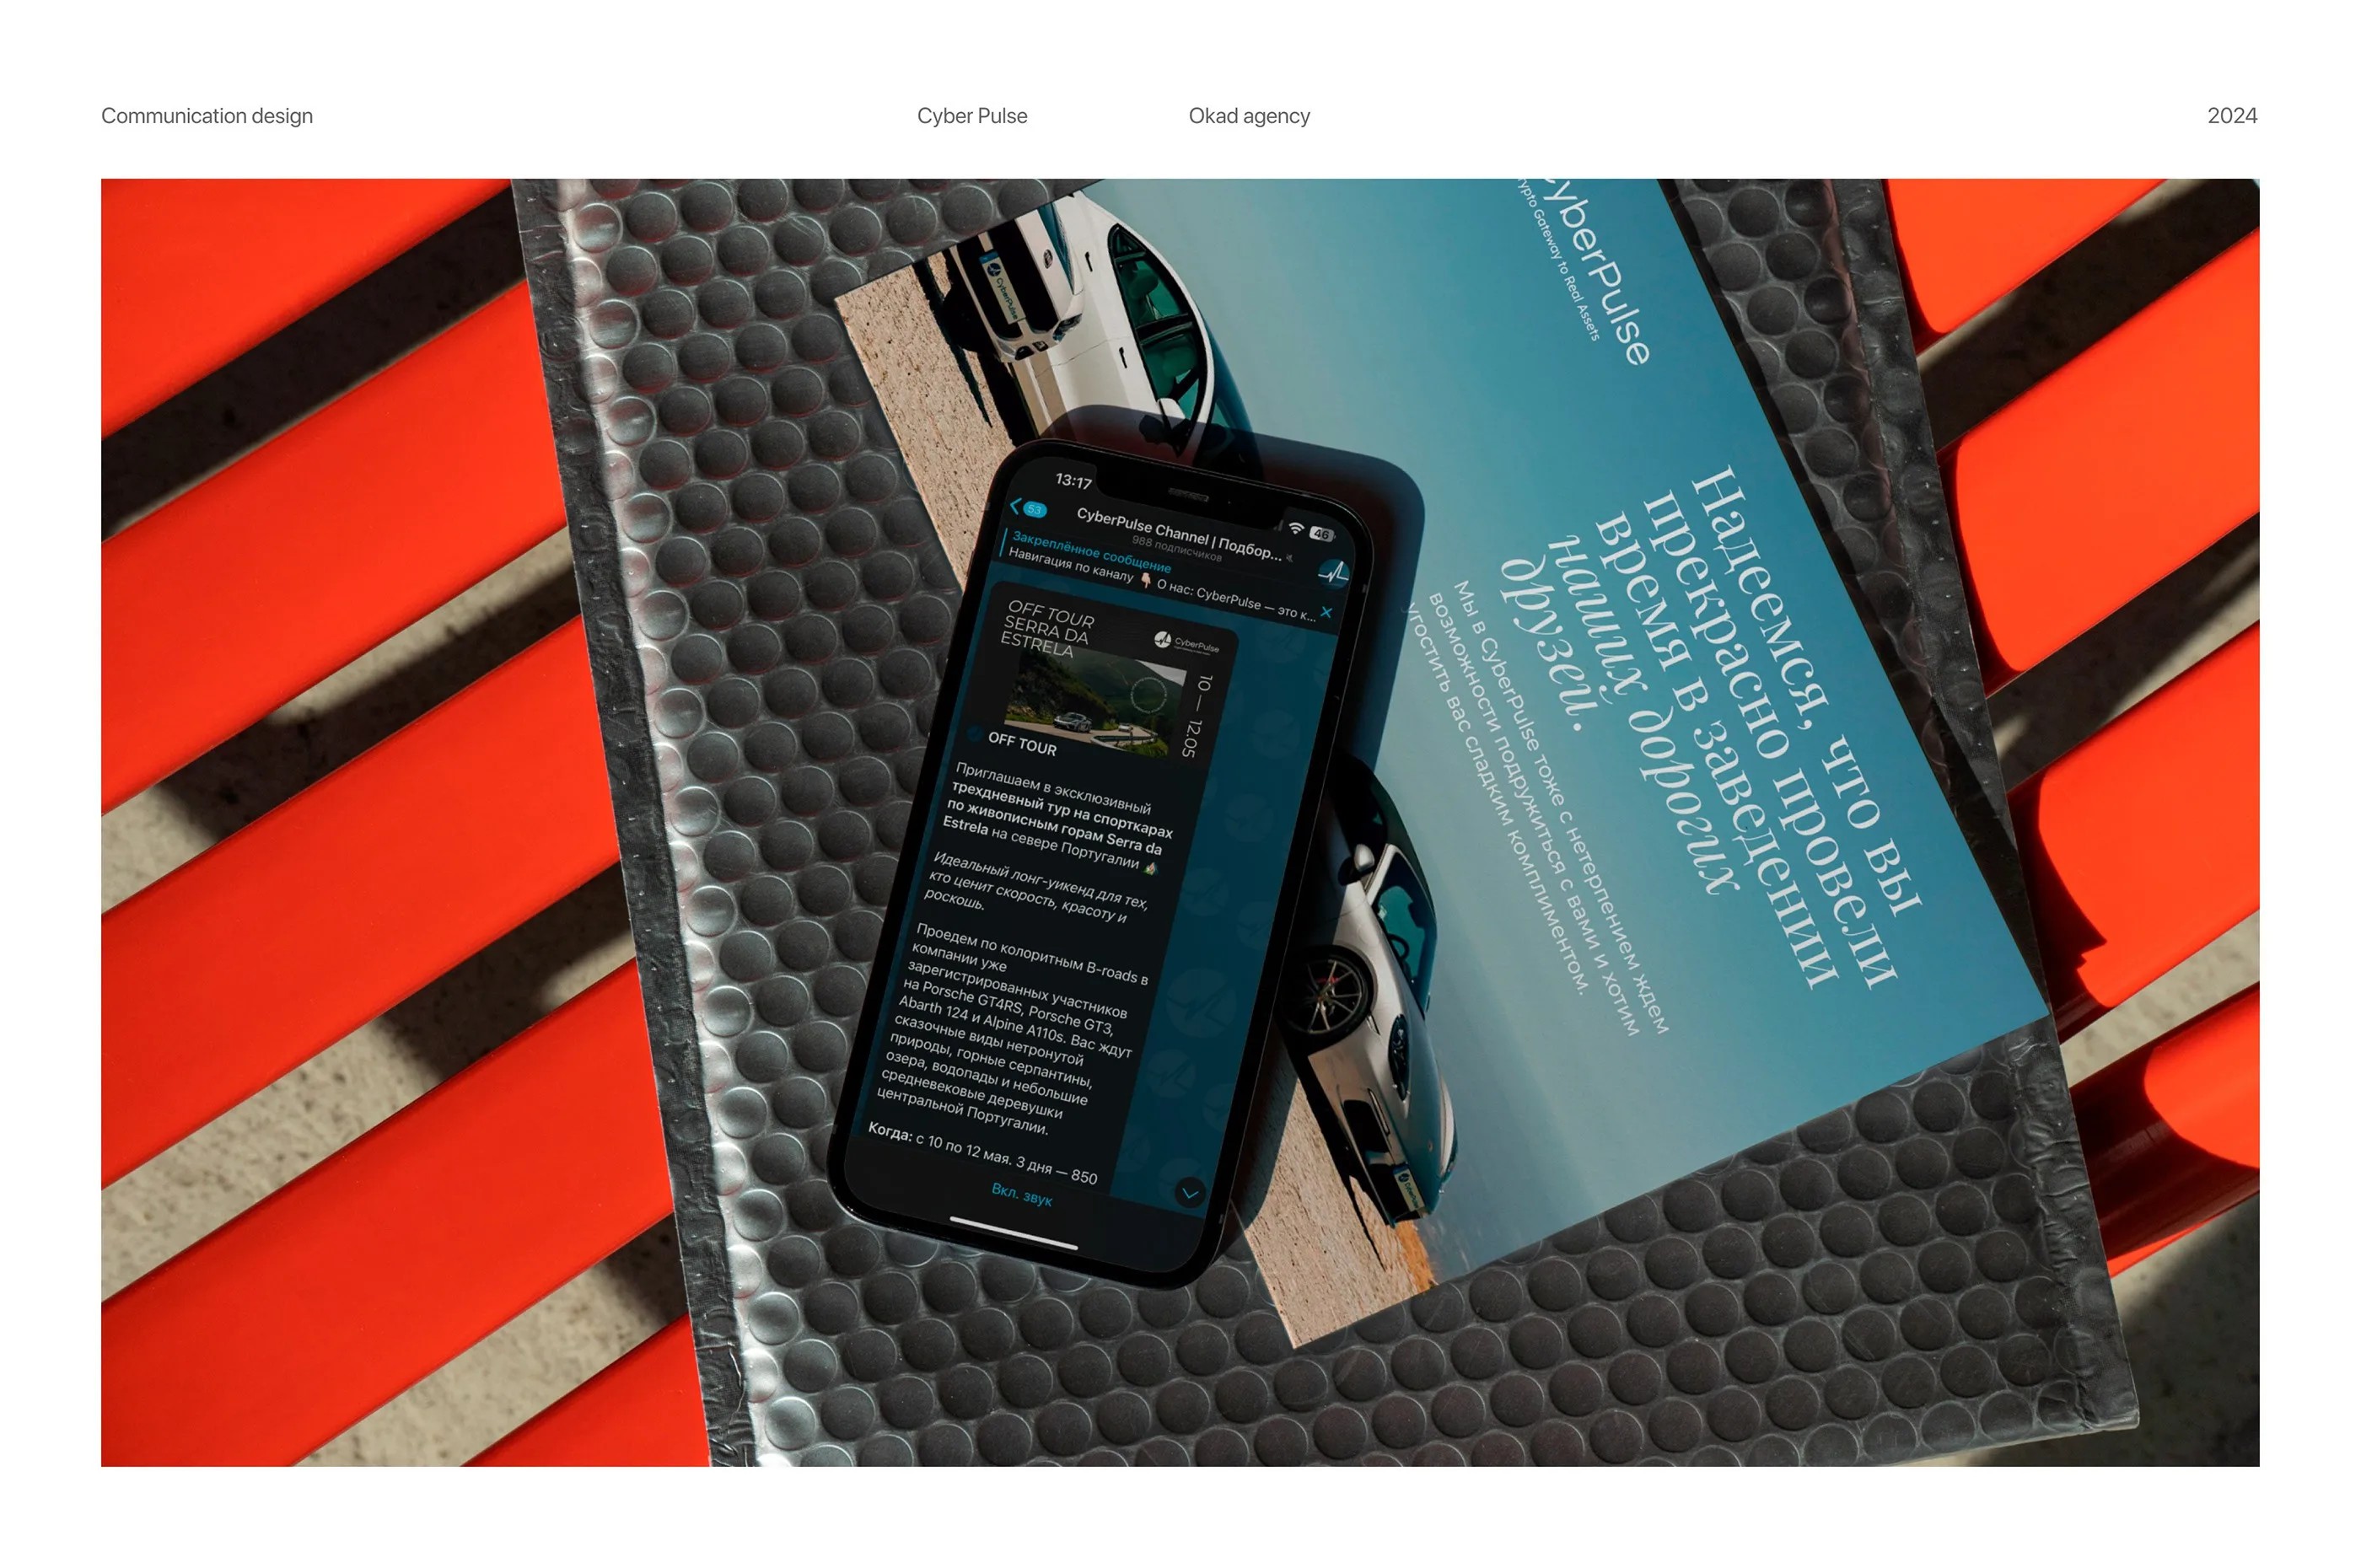 Communication design
Cyber Pulse
Okad agency
2024
CyberPulse
ypto Gateway to Real Assets
Надеемся, что вы
прекрасно провели
время в заведении
наших дорогих
друзей.
Мы в CyberPulse тоже с нетерпением ждем
возможности подружиться с вами и хотим
угостить вас сладким комплиментом.
CyberPulse
CyberPulse
13:17
46
53
CyberPulse Channel | Подбор...
988 подписчиков
Закреплённое сообщение
Навигация по каналу 👇🏻 О нас: CyberPulse — это к...
OFF TOUR
SERRA DA
ESTRELA
CyberPulse
10 — 12.05
OFF TOUR
Приглашаем в эксклюзивный
трехдневный тур на спорткарах
по живописным горам Serra da
Estrela на севере Португалии
Идеальный лонг-уикенд для тех,
кто ценит скорость, красоту и
роскошь.
Проедем по колоритным B-roads в
компании уже
зарегистрированных участников
на Porsche GT4RS, Porsche GT3,
Abarth 124 и Alpine A110s. Вас ждут
сказочные виды нетронутой
природы, горные серпантины,
озера, водопады и небольшие
средневековые деревушки
центральной Португалии.
Когда: с 10 по 12 мая. 3 дня — 850
Вкл. звук